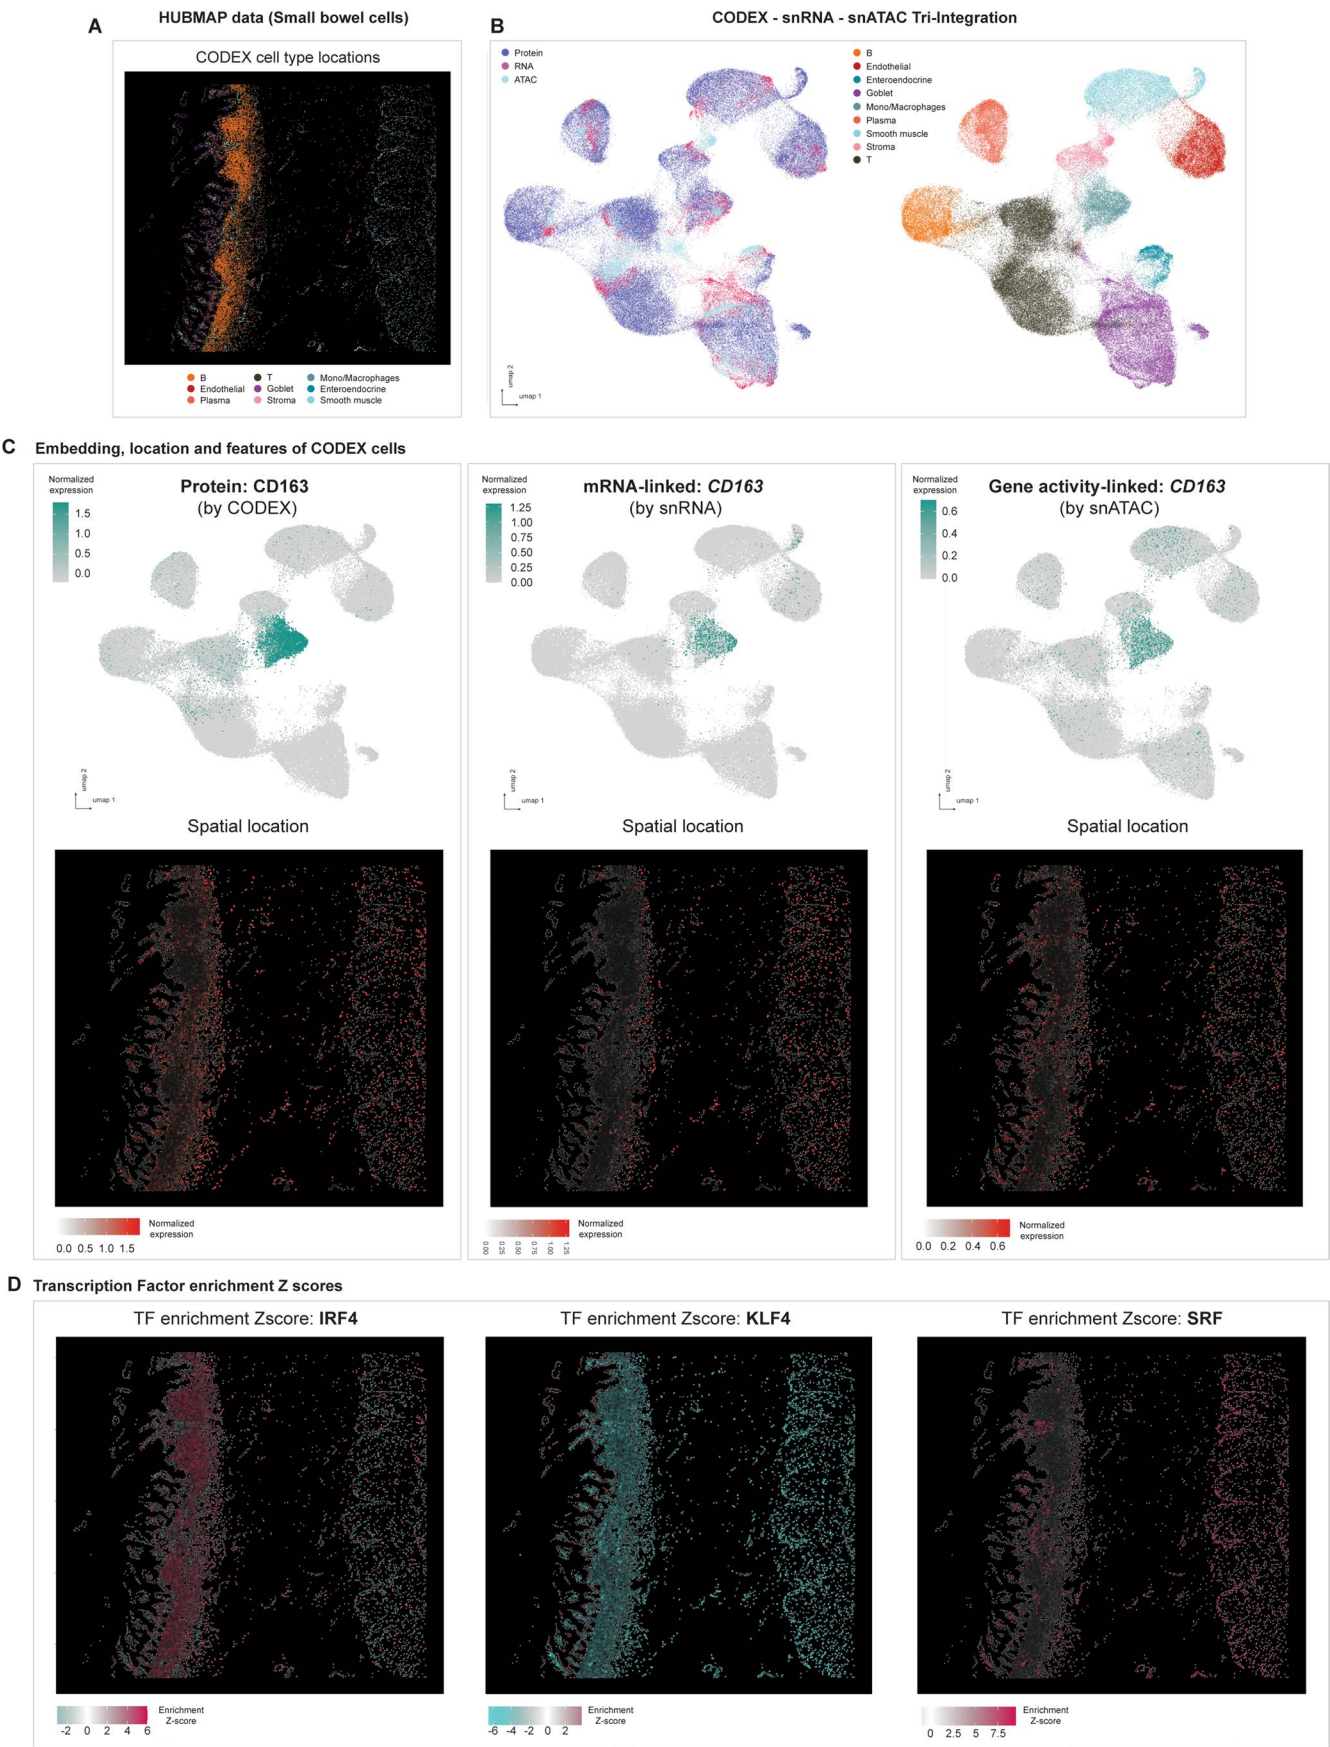 A
HUBMAP data (Small bowel cells)
CODEX cell type locations
B
T
Mono/Macrophages
Endothelial
Goblet
Enteroendocrine
Plasma
Stroma
Smooth muscle
B
CODEX - snRNA - snATAC Tri-Integration
Protein
RNA
ATAC
B
Endothelial
Enteroendocrine
Goblet
Mono/Macrophages
Plasma
Smooth muscle
Stroma
T
umap 2
umap 1
C
Embedding, location and features of CODEX cells
Normalized
expression
1.5
1.0
0.5
0.0
Protein: CD163
(by CODEX)
umap 2
umap 1
Spatial location
0.0 0.5 1.0 1.5
Normalized
expression
Normalized
expression
1.25
1.00
0.75
0.50
0.25
0.00
mRNA-linked: CD163
(by snRNA)
umap 2
umap 1
Spatial location
0.00 0.25 0.50 0.75 1.00 1.25
Normalized
expression
Normalized
expression
0.6
0.4
0.2
0.0
Gene activity-linked: CD163
(by snATAC)
umap 2
umap 1
Spatial location
0.0 0.2 0.4 0.6
Normalized
expression
D
Transcription Factor enrichment Z scores
TF enrichment Zscore: IRF4
-2 0 2 4 6
Enrichment
Z-score
TF enrichment Zscore: KLF4
-6 -4 -2 0 2
Enrichment
Z-score
TF enrichment Zscore: SRF
0 2.5 5 7.5
Enrichment
Z-score